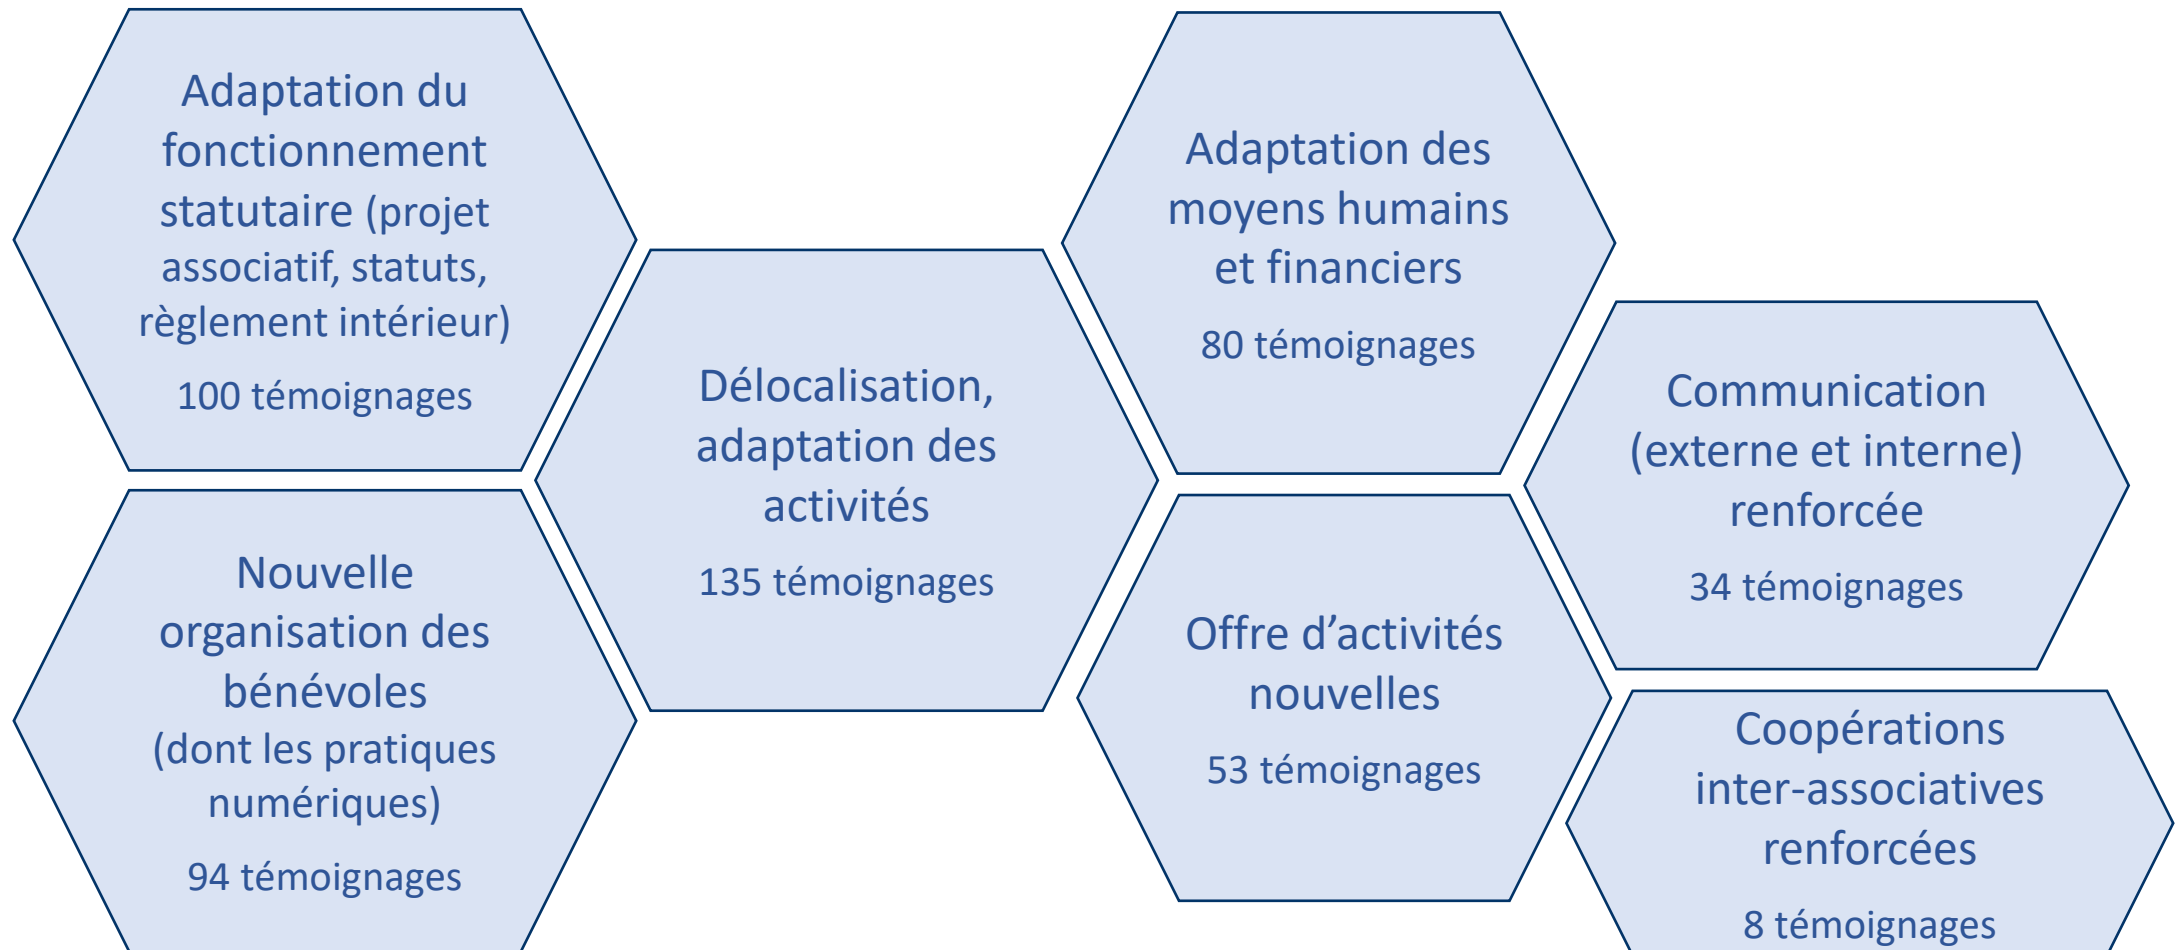 Adaptation du
fonctionnement
statutaire (projet
associatif, statuts,
règlement intérieur)
100 témoignages
Nouvelle
organisation des
bénévoles
(dont les pratiques
numériques)
94 témoignages
Délocalisation,
adaptation des
activités
135 témoignages
Adaptation des
moyens humains
et financiers
80 témoignages
Offre d’activités
nouvelles
53 témoignages
Communication
(externe et interne)
renforcée
34 témoignages
Coopérations
inter-associatives
renforcées
8 témoignages